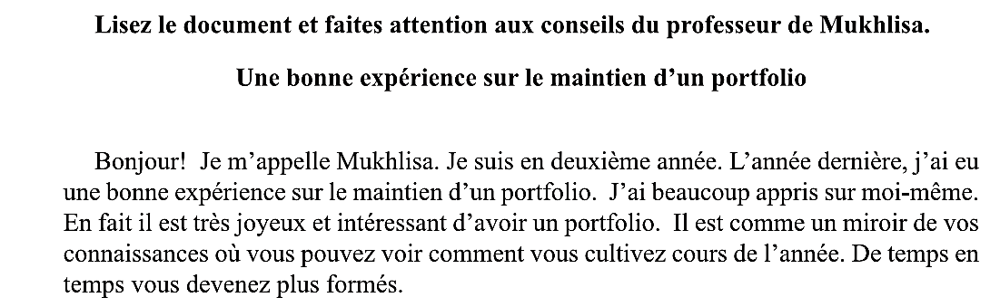 Lisez le document et faites attention aux conseils du professeur de Mukhlisa.
Une bonne expérience sur le maintien d’un portfolio
Bonjour!  Je m’appelle Mukhlisa. Je suis en deuxième année. L’année dernière, j’ai eu
une bonne expérience sur le maintien d’un portfolio.  J’ai beaucoup appris sur moi-même.
En fait il est très joyeux et intéressant d’avoir un portfolio.  Il est comme un miroir de vos
connaissances où vous pouvez voir comment vous cultivez cours de l’année. De temps en
temps vous devenez plus formés.